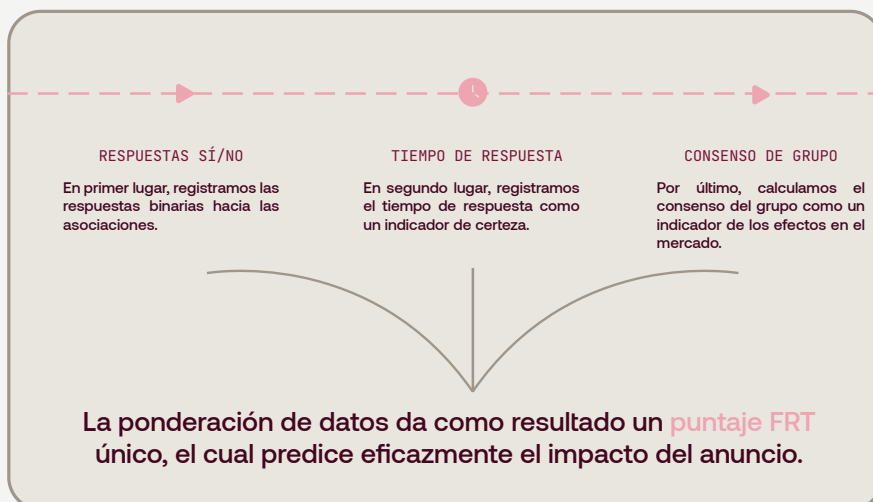 RESPUESTAS SÍ/NO
En primer lugar, registramos las
respuestas binarias hacia las
asociaciones.
TIEMPO DE RESPUESTA
En segundo lugar, registramos
el tiempo de respuesta como
un indicador de certeza.
CONSENSO DE GRUPO
Por último, calculamos el
consenso del grupo como un
indicador de los efectos en el
mercado.
La ponderación de datos da como resultado un puntaje FRT
único, el cual predice eficazmente el impacto del anuncio.